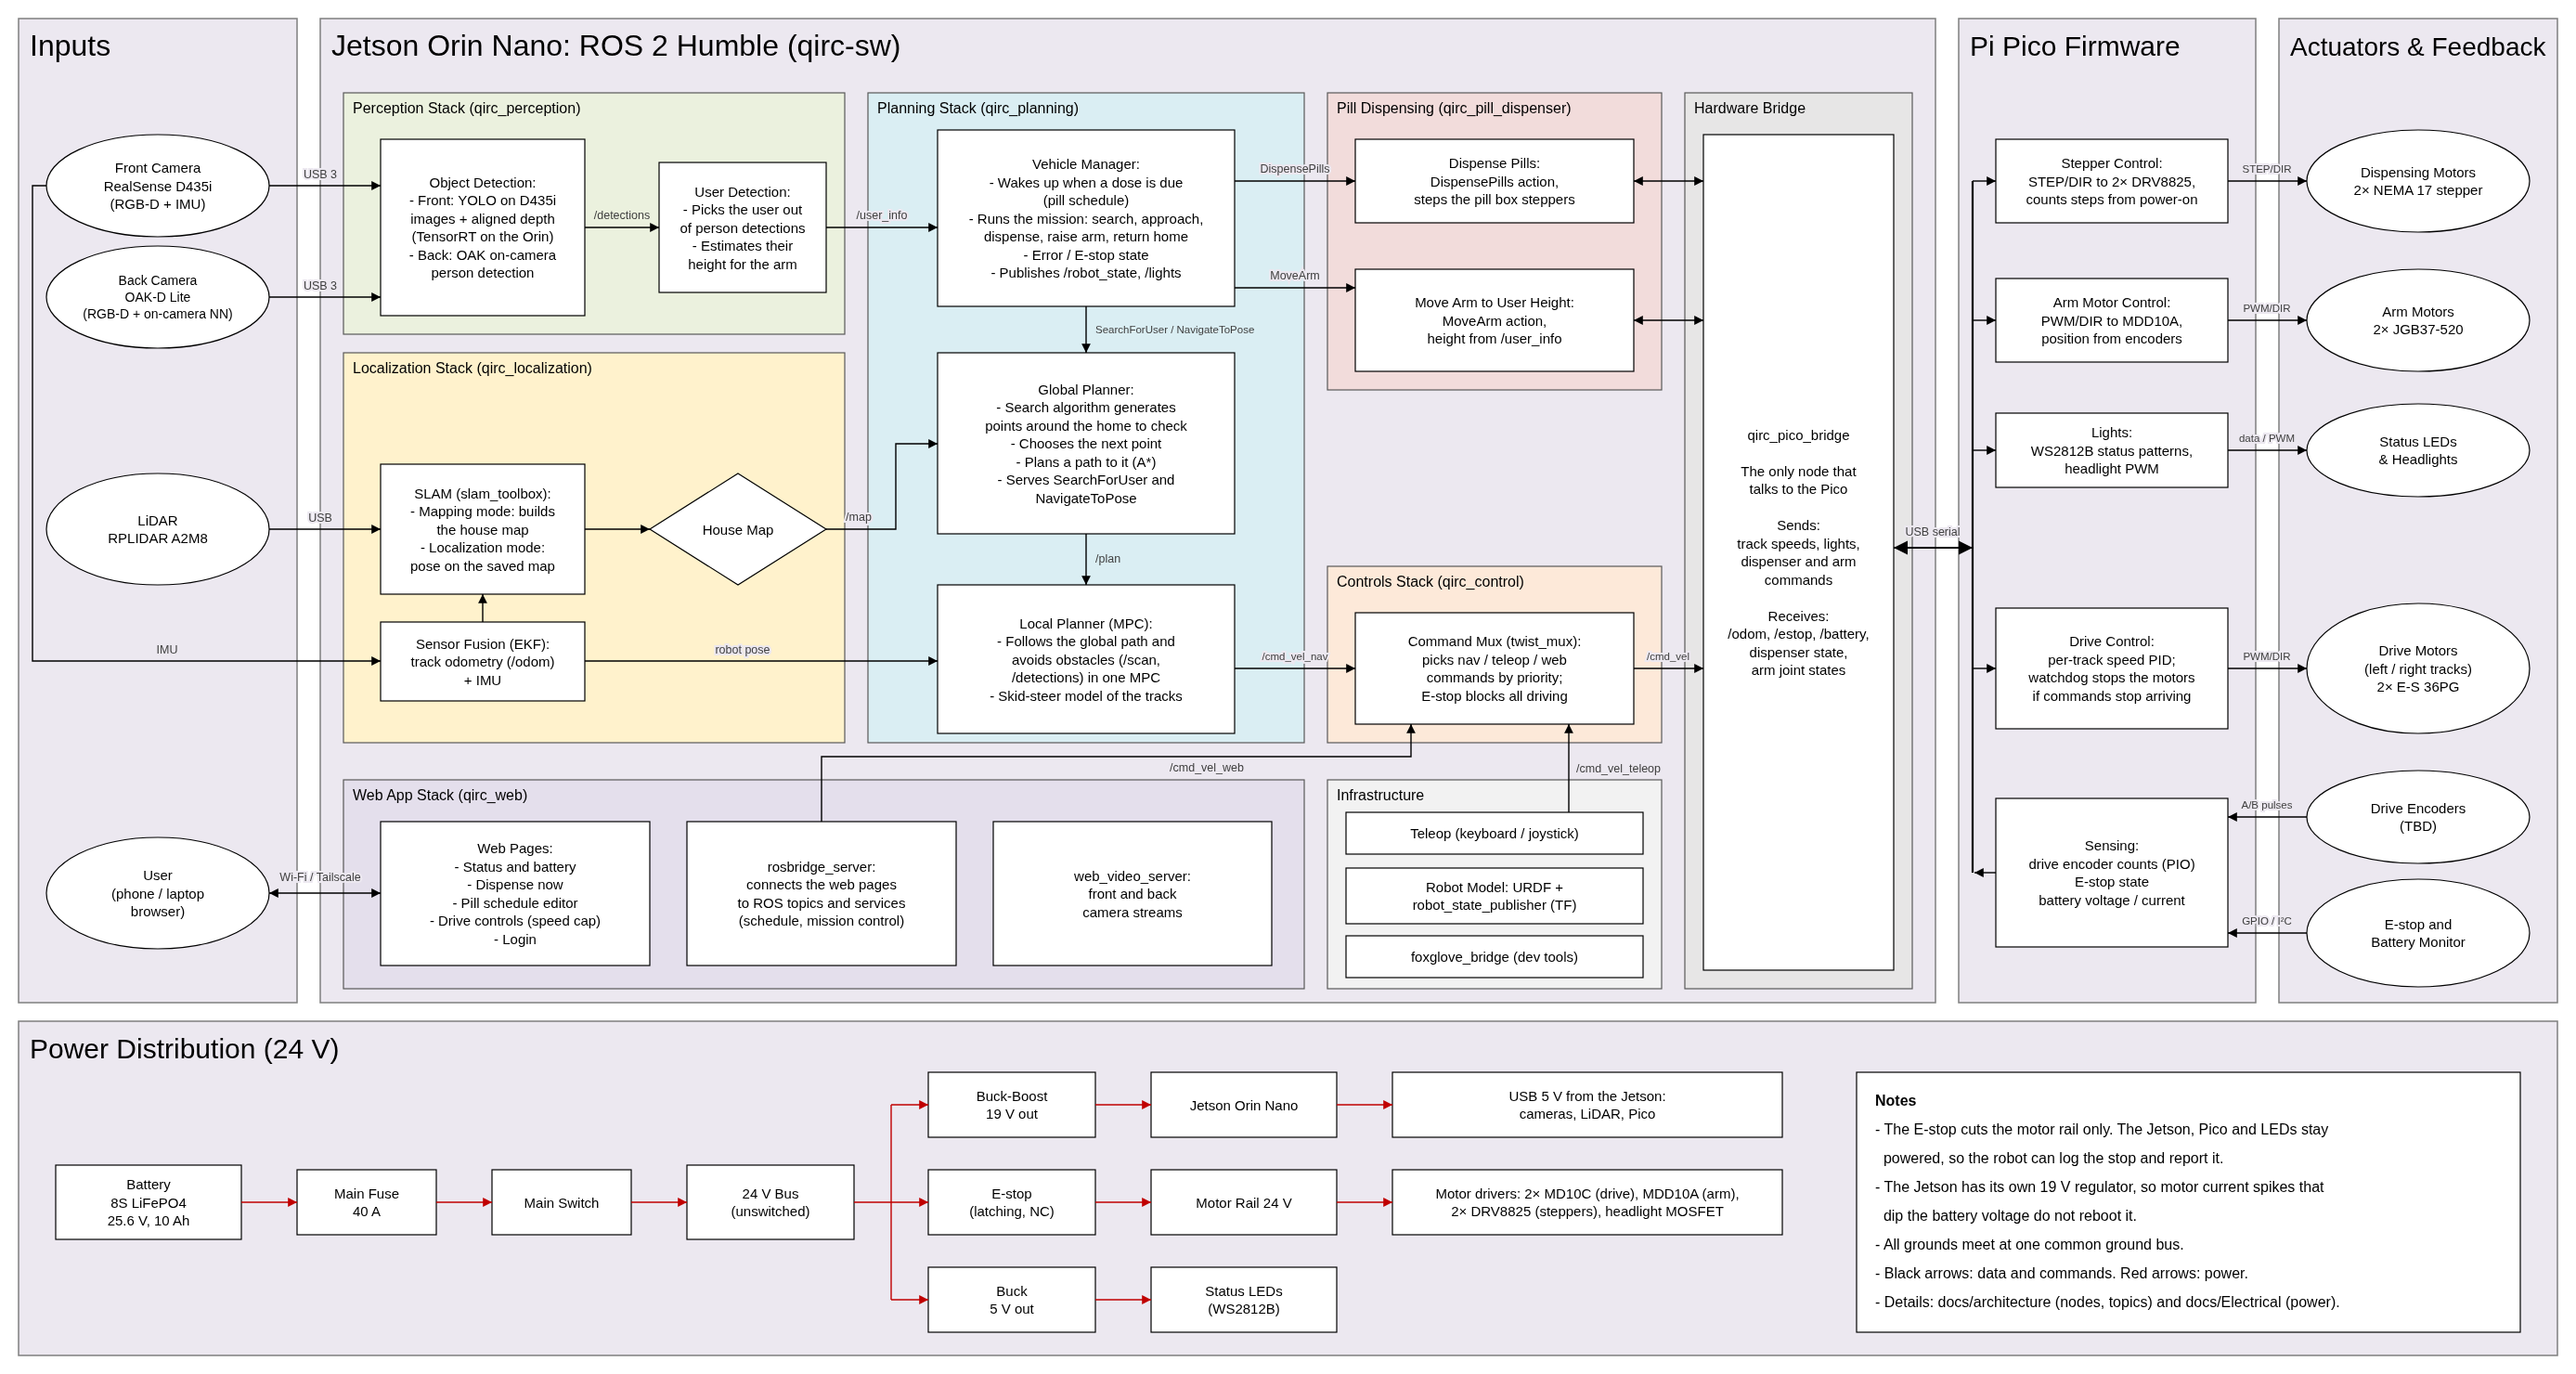 Inputs
Jetson Orin Nano: ROS 2 Humble (qirc-sw)
Pi Pico Firmware
Actuators & Feedback
Front Camera
RealSense D435i
(RGB-D + IMU)
Back Camera
OAK-D Lite
(RGB-D + on-camera NN)
LiDAR
RPLIDAR A2M8
User
(phone / laptop
browser)
USB 3
USB 3
USB
IMU
Wi-Fi / Tailscale
Perception Stack (qirc_perception)
Object Detection:
- Front: YOLO on D435i
images + aligned depth
(TensorRT on the Orin)
- Back: OAK on-camera
person detection
/detections
User Detection:
- Picks the user out
of person detections
- Estimates their
height for the arm
/user_info
Localization Stack (qirc_localization)
SLAM (slam_toolbox):
- Mapping mode: builds
the house map
- Localization mode:
pose on the saved map
House Map
/map
Sensor Fusion (EKF):
track odometry (/odom)
+ IMU
robot pose
Planning Stack (qirc_planning)
Vehicle Manager:
- Wakes up when a dose is due
(pill schedule)
- Runs the mission: search, approach,
dispense, raise arm, return home
- Error / E-stop state
- Publishes /robot_state, /lights
SearchForUser / NavigateToPose
Global Planner:
- Search algorithm generates
points around the home to check
- Chooses the next point
- Plans a path to it (A*)
- Serves SearchForUser and
NavigateToPose
/plan
Local Planner (MPC):
- Follows the global path and
avoids obstacles (/scan,
/detections) in one MPC
- Skid-steer model of the tracks
DispensePills
MoveArm
/cmd_vel_nav
Pill Dispensing (qirc_pill_dispenser)
Dispense Pills:
DispensePills action,
steps the pill box steppers
Move Arm to User Height:
MoveArm action,
height from /user_info
Controls Stack (qirc_control)
Command Mux (twist_mux):
picks nav / teleop / web
commands by priority;
E-stop blocks all driving
/cmd_vel
/cmd_vel_web
/cmd_vel_teleop
Hardware Bridge
qirc_pico_bridge
The only node that
talks to the Pico
Sends:
track speeds, lights,
dispenser and arm
commands
Receives:
/odom, /estop, /battery,
dispenser state,
arm joint states
USB serial
Web App Stack (qirc_web)
Web Pages:
- Status and battery
- Dispense now
- Pill schedule editor
- Drive controls (speed cap)
- Login
rosbridge_server:
connects the web pages
to ROS topics and services
(schedule, mission control)
web_video_server:
front and back
camera streams
Infrastructure
Teleop (keyboard / joystick)
Robot Model: URDF +
robot_state_publisher (TF)
foxglove_bridge (dev tools)
Stepper Control:
STEP/DIR to 2× DRV8825,
counts steps from power-on
STEP/DIR
Dispensing Motors
2× NEMA 17 stepper
Arm Motor Control:
PWM/DIR to MDD10A,
position from encoders
PWM/DIR
Arm Motors
2× JGB37-520
Lights:
WS2812B status patterns,
headlight PWM
data / PWM
Status LEDs
& Headlights
Drive Control:
per-track speed PID;
watchdog stops the motors
if commands stop arriving
PWM/DIR
Drive Motors
(left / right tracks)
2× E-S 36PG
Sensing:
drive encoder counts (PIO)
E-stop state
battery voltage / current
A/B pulses
Drive Encoders
(TBD)
GPIO / I²C
E-stop and
Battery Monitor
Power Distribution (24 V)
Battery
8S LiFePO4
25.6 V, 10 Ah
Main Fuse
40 A
Main Switch
24 V Bus
(unswitched)
Buck-Boost
19 V out
Jetson Orin Nano
USB 5 V from the Jetson:
cameras, LiDAR, Pico
E-stop
(latching, NC)
Motor Rail 24 V
Motor drivers: 2× MD10C (drive), MDD10A (arm),
2× DRV8825 (steppers), headlight MOSFET
Buck
5 V out
Status LEDs
(WS2812B)
Notes
- The E-stop cuts the motor rail only. The Jetson, Pico and LEDs stay
powered, so the robot can log the stop and report it.
- The Jetson has its own 19 V regulator, so motor current spikes that
dip the battery voltage do not reboot it.
- All grounds meet at one common ground bus.
- Black arrows: data and commands. Red arrows: power.
- Details: docs/architecture (nodes, topics) and docs/Electrical (power).